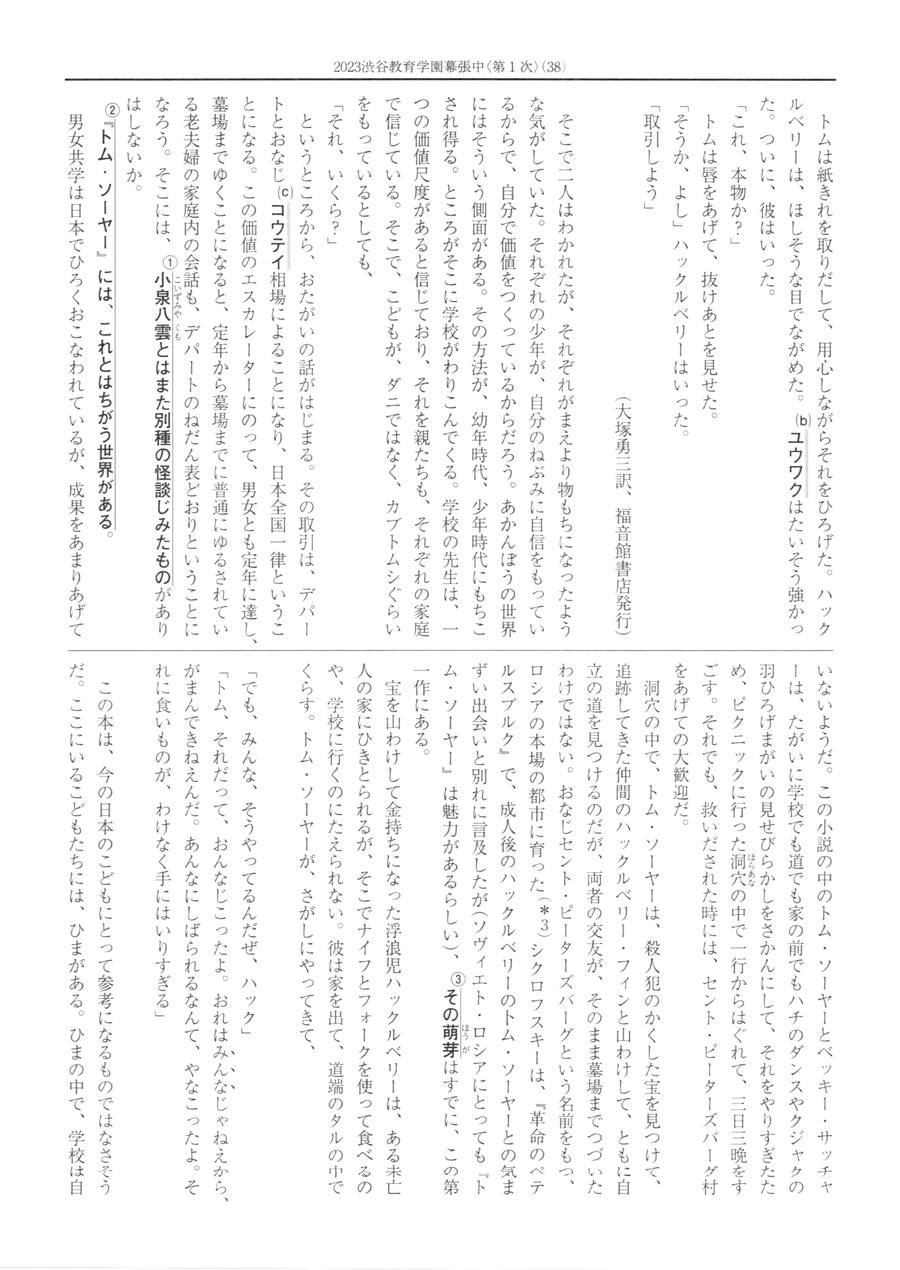 2023渋谷教育学園幕張中〈第1次〉(38)
トムは紙きれを取りだして、用心しながらそれをひろげた。ハック
ルベリーは、ほしそうな目でながめた。(b)ユウワクはたいそう強かっ
た。ついに、彼はいった。
「これ、本物か?」
トムは唇をあげて、抜けあとを見せた。
「そうか、よし」ハックルベリーはいった。
「取引しよう」
(大塚勇三訳、福音館書店発行)
そこで二人はわかれたが、それぞれがまえより物もちになったよう
な気がしていた。それぞれの少年が、自分のねぶみに自信をもってい
るからで、自分で価値をつくっているからだろう。あかんぼうの世界
にはそういう側面がある。その方法が、幼年時代、少年時代にもちこ
され得る。ところがそこに学校がわりこんでくる。学校の先生は、一
つの価値尺度があると信じており、それを親たちも、それぞれの家庭
で信じている。そこで、こどもが、ダニではなく、カブトムシぐらい
をもっているとしても、
「それ、いくら?」
というところから、おたがいの話がはじまる。その取引は、デパー
トとおなじ(c)コウテイ相場によることになり、日本全国一律というこ
とになる。この価値のエスカレーターにのって、男女とも定年に達し、
墓場までゆくことになると、定年から墓場までに普通にゆるされてい
る老夫婦の家庭内の会話も、デパートのねだん表どおりということに
なろう。そこには、①小泉八雲とはまた別種の怪談じみたものがあり
こいずみやくも
はしないか。
②『トム・ソーヤー』には、これとはちがう世界がある。
男女共学は日本でひろくおこなわれているが、成果をあまりあげて
いないようだ。この小説の中のトム・ソーヤーとベッキー・サッチャ
ーは、たがいに学校でも道でも家の前でもハチのダンスやクジャクの
羽ひろげまがいの見せびらかしをさかんにして、それをやりすぎたた
め、ピクニックに行った洞穴の中で一行からはぐれて、三日三晩をす
ほらあな
ごす。それでも、救いだされた時には、セント・ピーターズバーグ村
をあげての大歓迎だ。
洞穴の中で、トム・ソーヤーは、殺人犯のかくした宝を見つけて、
追跡してきた仲間のハックルベリー・フィンと山わけして、ともに自
立の道を見つけるのだが、両者の交友が、そのまま墓場までつづいた
わけではない。おなじセント・ピーターズバーグという名前をもつ、
ロシアの本場の都市に育った(*3)シクロフスキーは、『革命のペテ
ルスブルク』で、成人後のハックルベリーのトム・ソーヤーとの気ま
ずい出会いと別れに言及したが(ソヴィエト・ロシアにとっても『ト
ム・ソーヤー』は魅力があるらしい)、③その萌芽はすでに、この第
ほうが
一作にある。
宝を山わけして金持ちになった浮浪児ハックルベリーは、ある未亡
人の家にひきとられるが、そこでナイフとフォークを使って食べるの
や、学校に行くのにたえられない。彼は家を出て、道端のタルの中で
くらす。トム・ソーヤーが、さがしにやってきて、
「でも、みんな、そうやってるんだぜ、ハック」
「トム、それだって、おんなじこったよ。おれはみんなじゃねえから、
がまんできねえんだ。あんなにしばられるなんて、やなこったよ。そ
れに食いものが、わけなく手にはいりすぎる」
この本は、今の日本のこどもにとって参考になるものではなさそう
だ。ここにいるこどもたちには、ひまがある。ひまの中で、学校は自